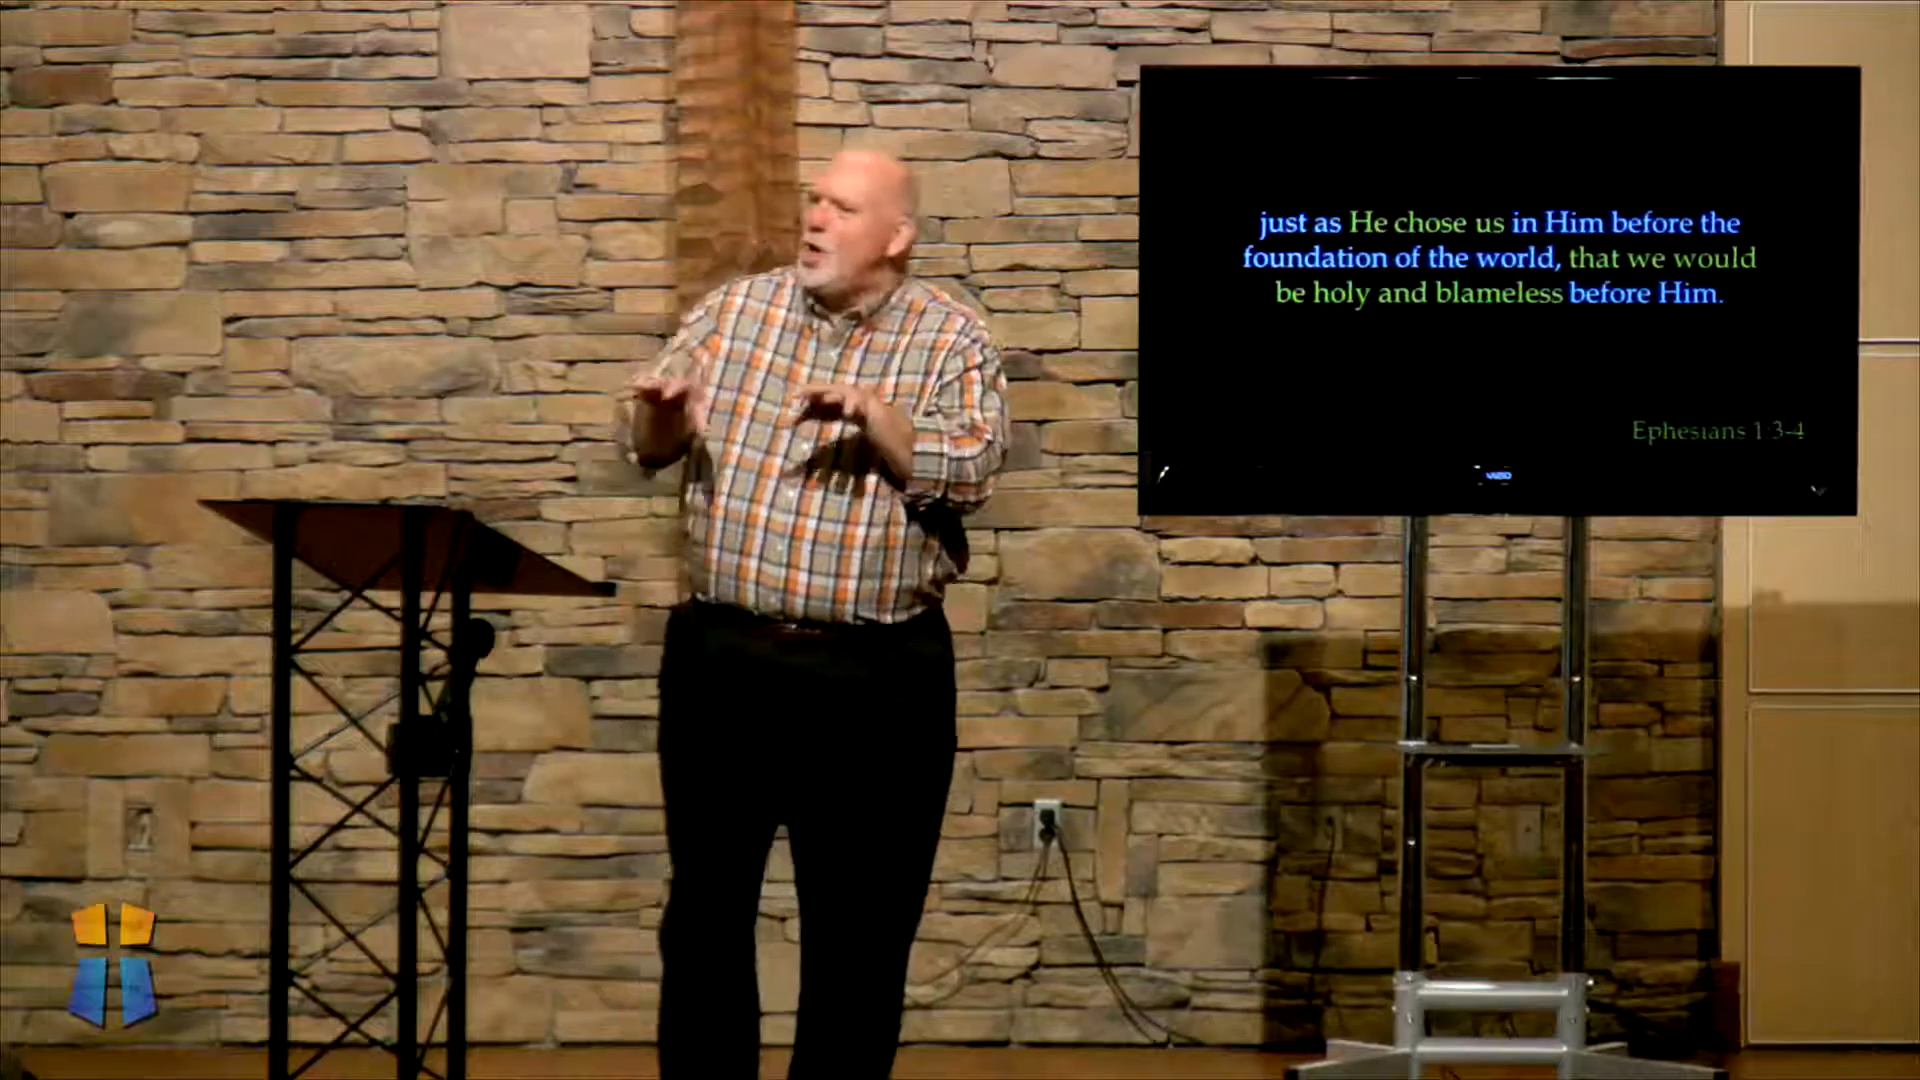 just as He chose us in Him before the
foundation of the world, that we would
be holy and blameless before Him.
Ephesians 1:3-4
VIZIO